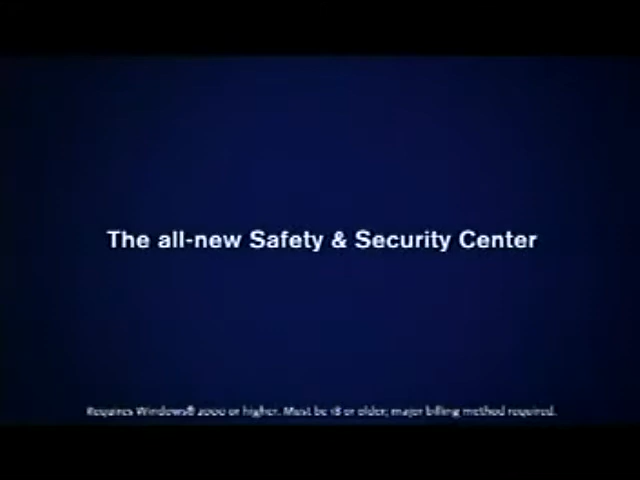 The all-new Safety & Security Center
Requires Windows® 2000 or higher. Must be 18 or older; major billing method required.